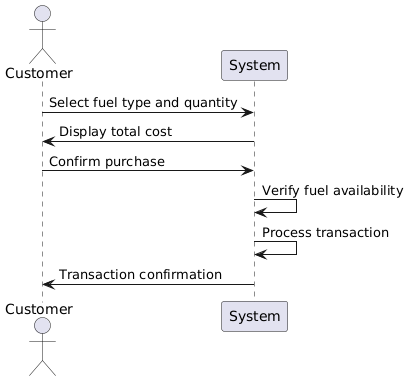 Customer
System
Select fuel type and quantity
Display total cost
Confirm purchase
Verify fuel availability
Process transaction
Transaction confirmation
Customer
System